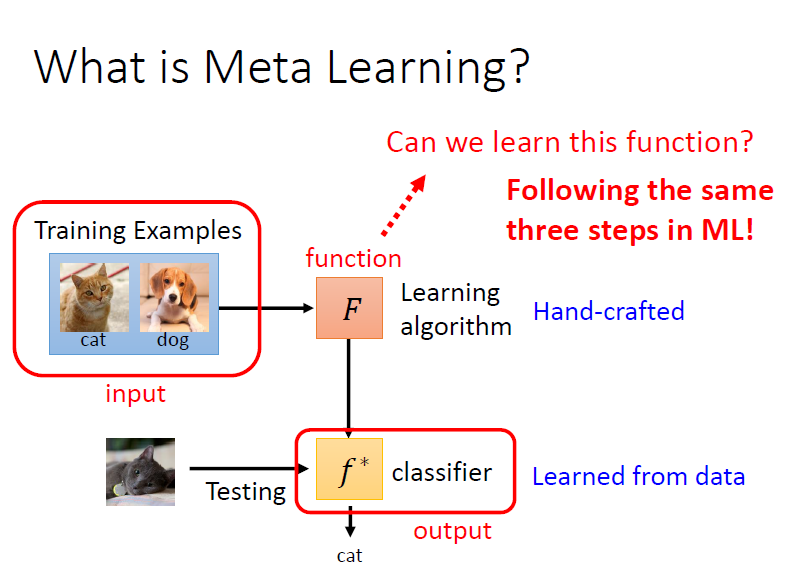 What is Meta Learning?
Can we learn this function?
Following the same
three steps in ML!
Training Examples
cat
dog
input
function
F
Learning
algorithm
Hand-crafted
Testing
f*
classifier
Learned from data
output
cat